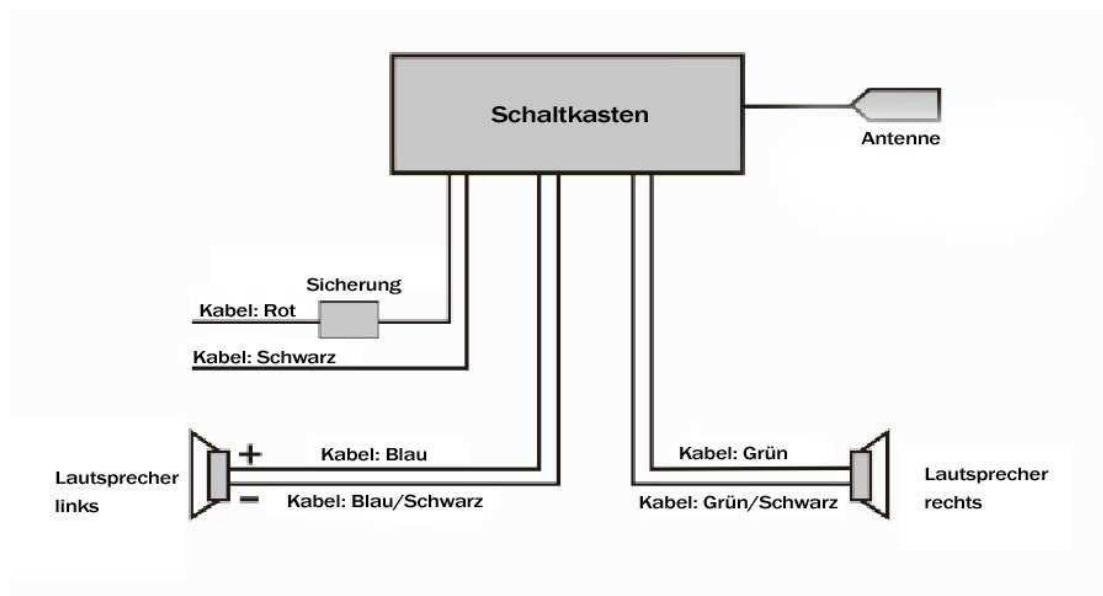 Schaltkasten
Antenne
Sicherung
Kabel: Rot
Kabel: Schwarz
+
Kabel: Blau
Kabel: Grün
Lautsprecher
links
Lautsprecher
rechts
−
Kabel: Blau/Schwarz
Kabel: Grün/Schwarz